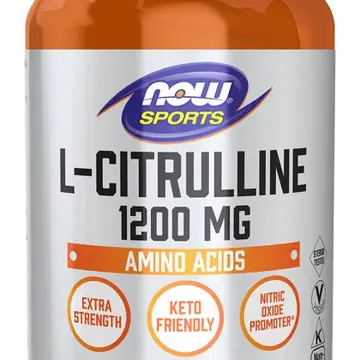 NOW
SPORTS
L-CITRULLINE
1200 MG
AMINO ACIDS
EXTRA
STRENGTH
KETO
FRIENDLY
NITRIC
OXIDE
PROMOTER*
V
K